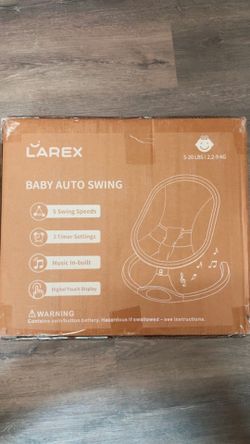 LAREX
5-20 LBS | 2.2-9 KG
BABY AUTO SWING
5 Swing Speeds
3 Timer Settings
Music In-built
Digital Touch Display
WARNING
Contains coin/button battery. Hazardous if swallowed - see instructions.